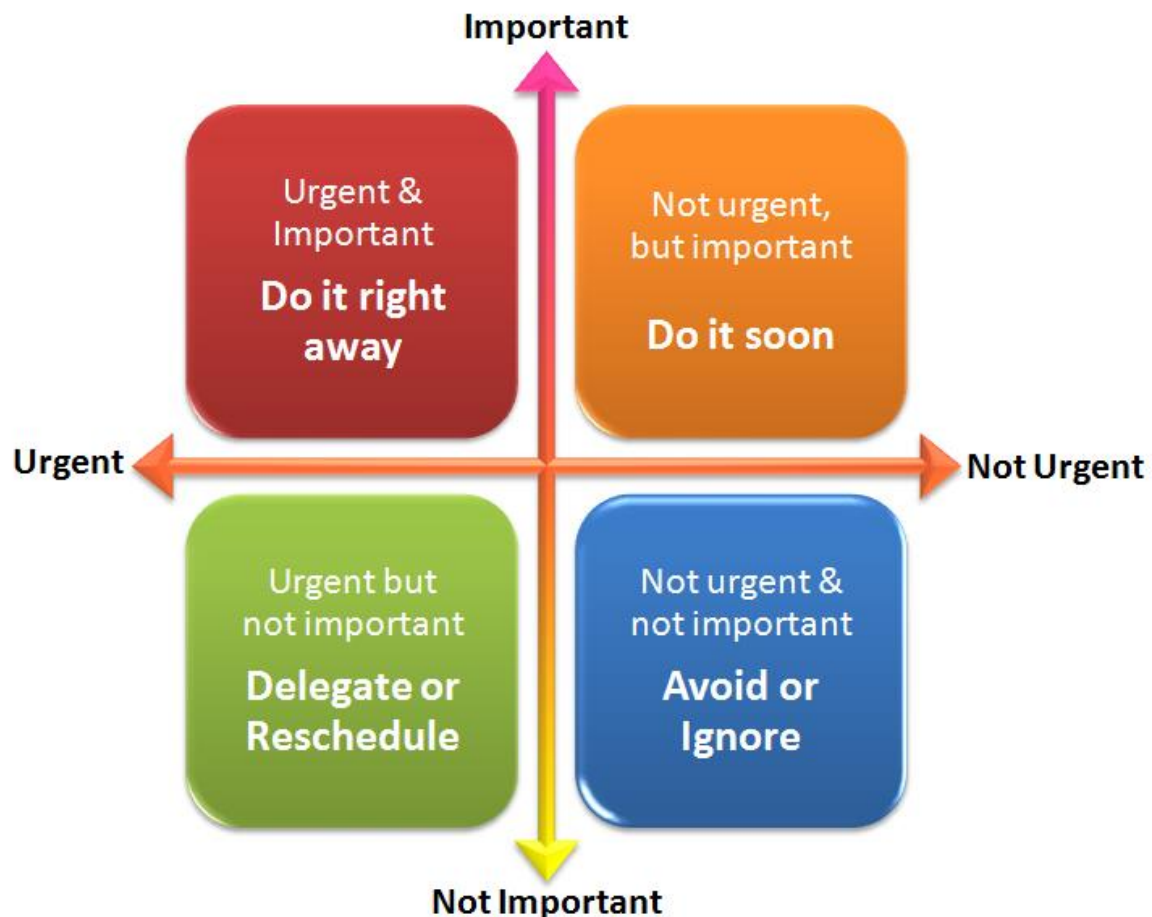 Important
Urgent &
Important
Do it right
away
Not urgent,
but important
Do it soon
Urgent
Not Urgent
Urgent but
not important
Delegate or
Reschedule
Not urgent &
not important
Avoid or
Ignore
Not Important